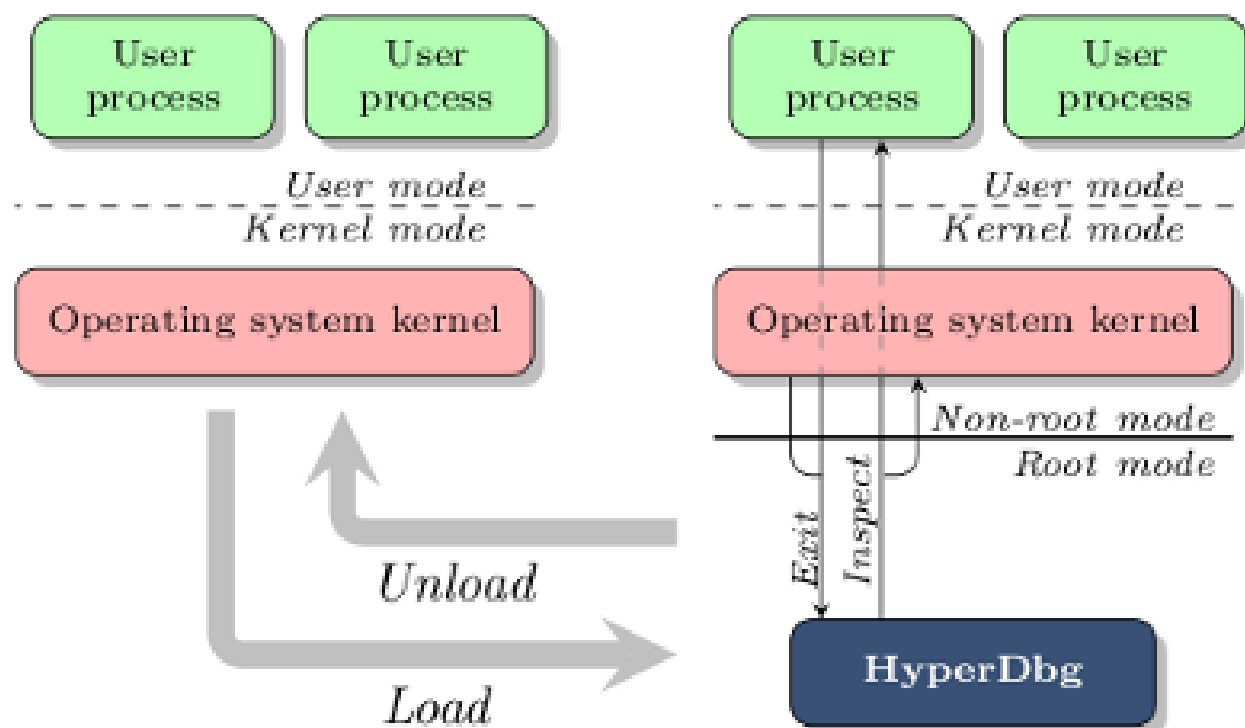 User
process
User
process
User mode
Kernel mode
Operating system kernel
Unload
Load
User
process
User
process
User mode
Kernel mode
Operating system kernel
Non-root mode
Root mode
Exit
Inspect
HyperDbg